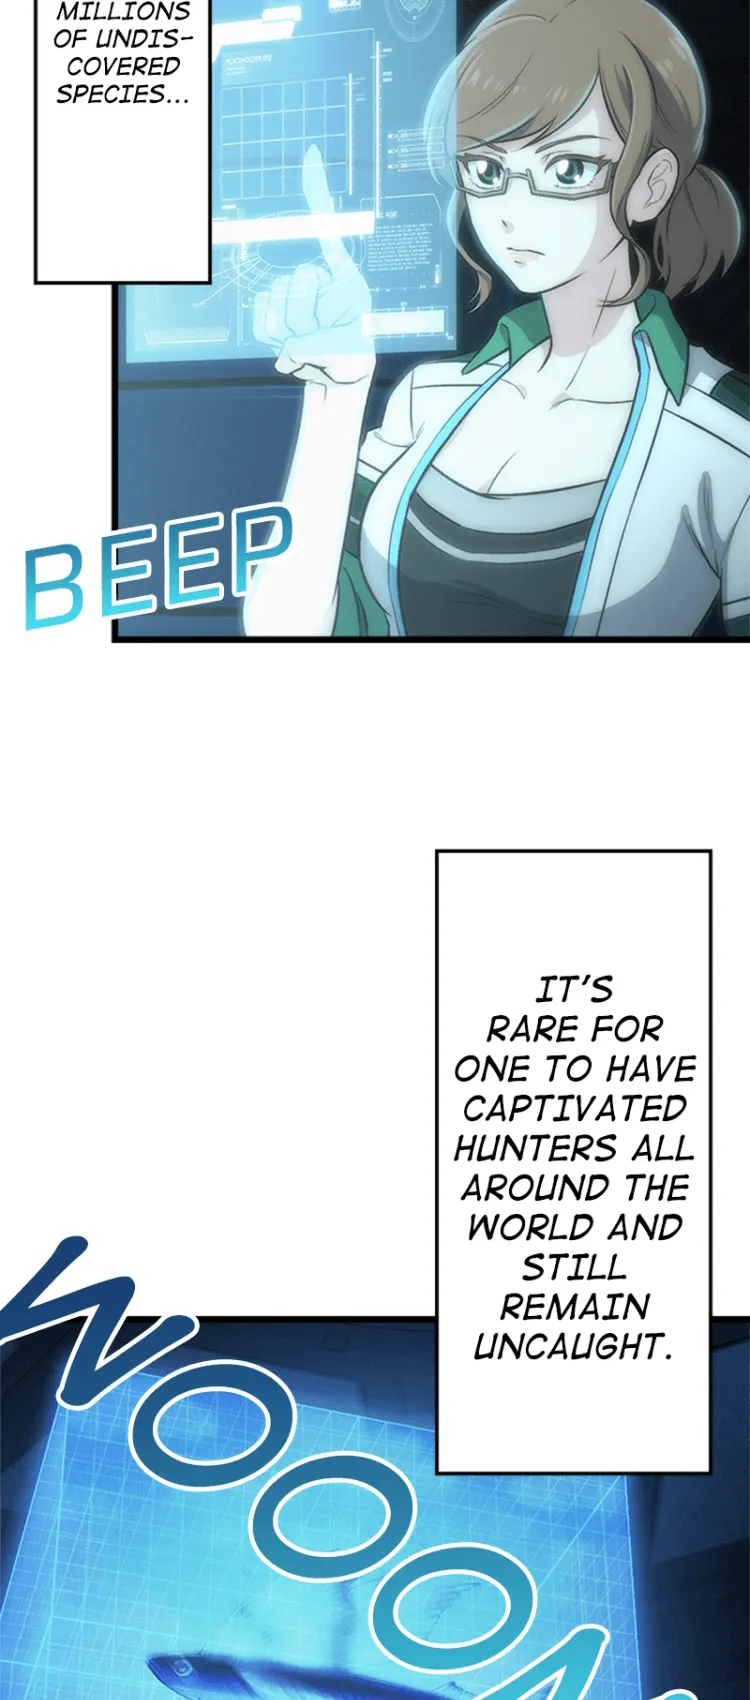 MILLIONS
OF UNDIS-
COVERED
SPECIES...
BEEP
IT'S
RARE FOR
ONE TO HAVE
CAPTIVATED
HUNTERS ALL
AROUND THE
WORLD AND
STILL
REMAIN
UNCAUGHT.
WOOO